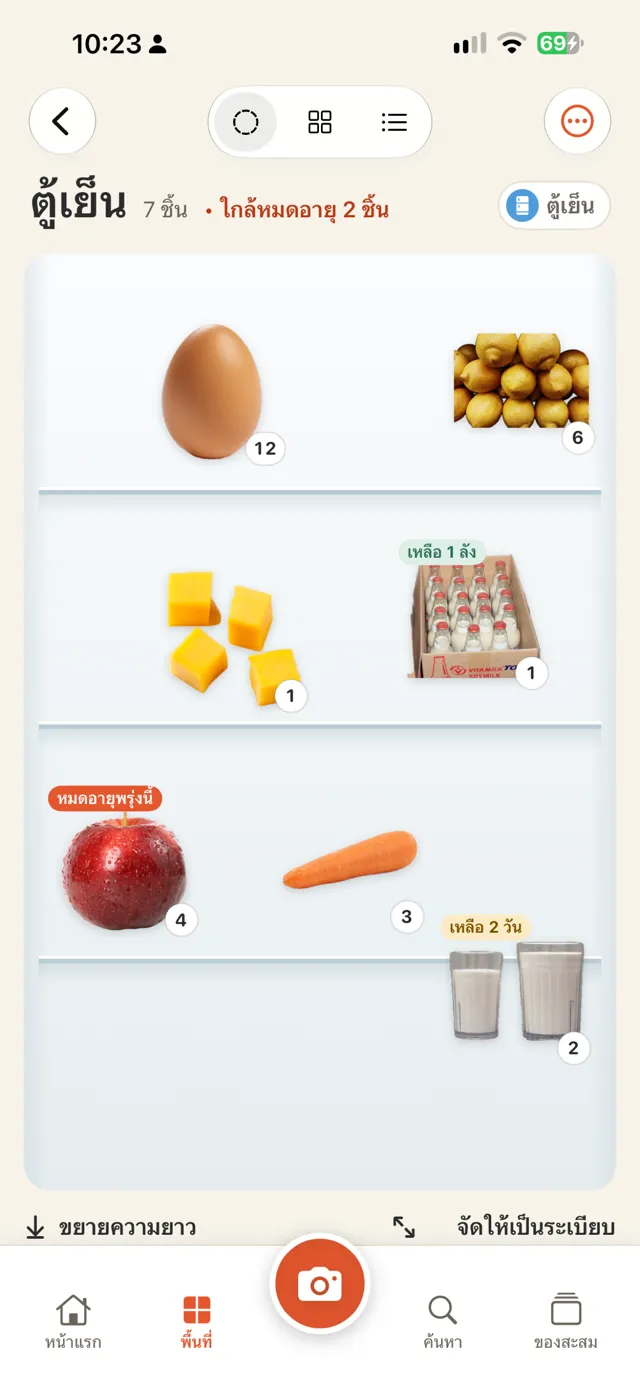 10:23
69
ตู้เย็น 7 ชิ้น • ใกล้หมดอายุ 2 ชิ้น
ตู้เย็น
12
6
เหลือ 1 ลัง
VITAMILK TO
SOYMILK
1
1
หมดอายุพรุ่งนี้
4
3
เหลือ 2 วัน
2
ขยายความยาว
จัดให้เป็นระเบียบ
หน้าแรก
พื้นที่
ค้นหา
ของสะสม